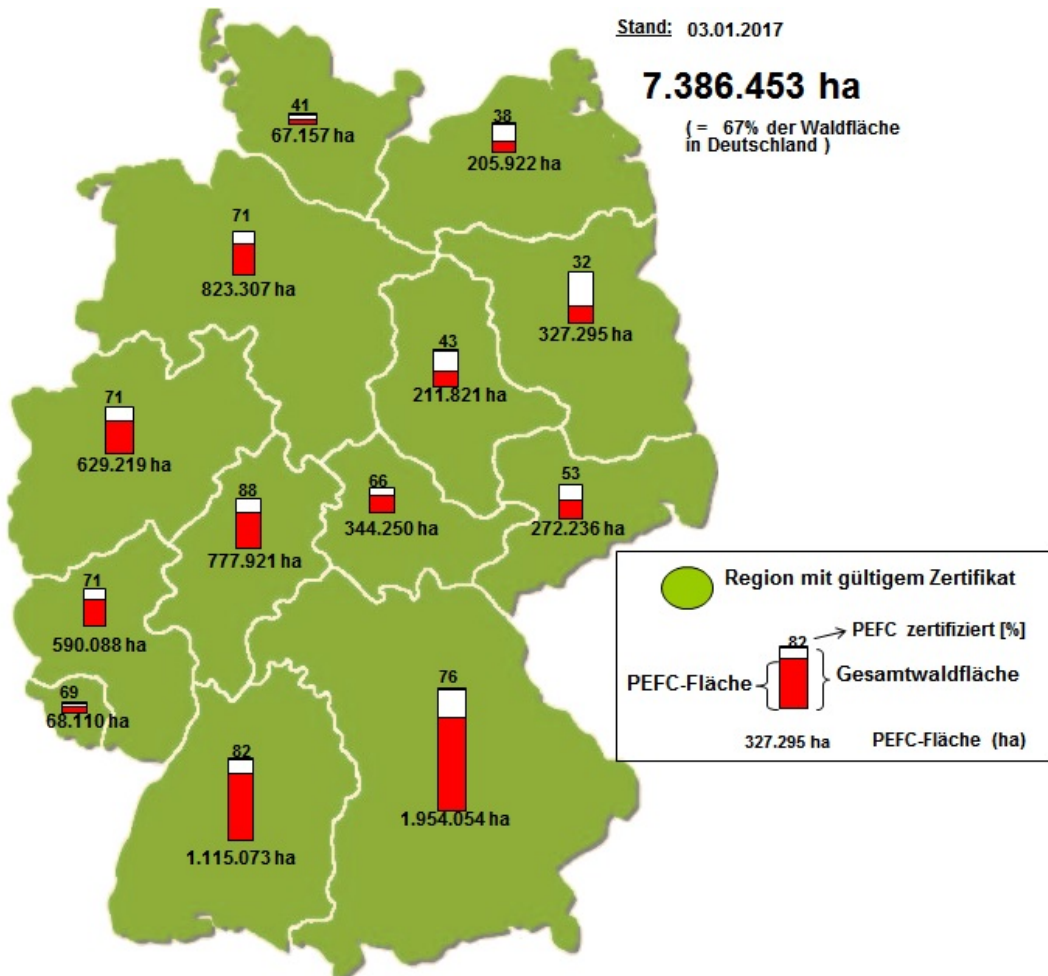 Stand: 03.01.2017
7.386.453 ha
( = 67% der Waldfläche
in Deutschland )
41
67.157 ha
38
205.922 ha
71
823.307 ha
32
327.295 ha
43
211.821 ha
71
629.219 ha
88
777.921 ha
66
344.250 ha
53
272.236 ha
71
590.088 ha
69
68.110 ha
82
1.115.073 ha
76
1.954.054 ha
Region mit gültigem Zertifikat
82
PEFC zertifiziert [%]
PEFC-Fläche
Gesamtwaldfläche
327.295 ha PEFC-Fläche (ha)